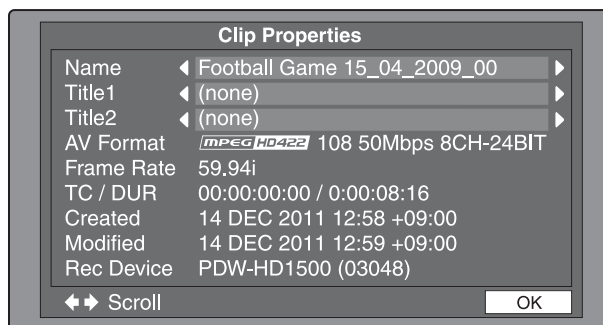 Clip Properties
Name Football Game 15_04_2009_00
Title1 (none)
Title2 (none)
AV Format MPEG HD422 108 50Mbps 8CH-24BIT
Frame Rate 59.94i
TC / DUR 00:00:00:00 / 0:00:08:16
Created 14 DEC 2011 12:58 +09:00
Modified 14 DEC 2011 12:59 +09:00
Rec Device PDW-HD1500 (03048)
Scroll OK